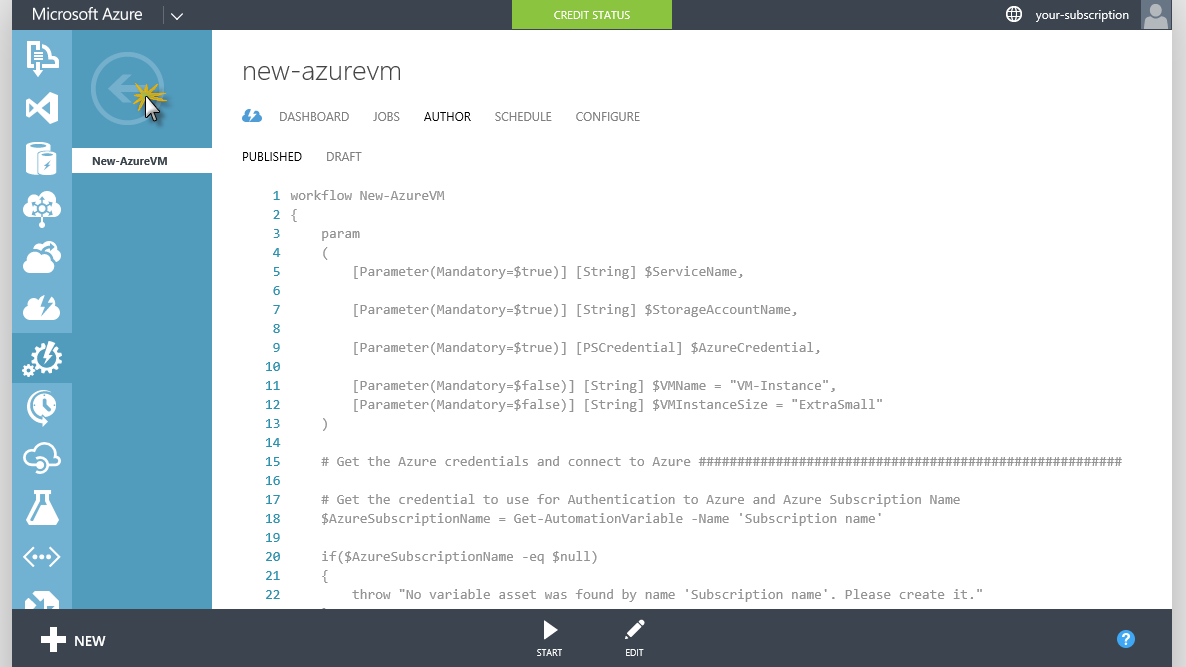 Microsoft Azure
CREDIT STATUS
your-subscription
New-AzureVM
new-azurevm
DASHBOARD JOBS AUTHOR SCHEDULE CONFIGURE
PUBLISHED DRAFT
1 workflow New-AzureVM
2 {
3 param
4 (
5 [Parameter(Mandatory=$true)] [String] $ServiceName,
6
7 [Parameter(Mandatory=$true)] [String] $StorageAccountName,
8
9 [Parameter(Mandatory=$true)] [PSCredential] $AzureCredential,
10
11 [Parameter(Mandatory=$false)] [String] $VMName = "VM-Instance",
12 [Parameter(Mandatory=$false)] [String] $VMInstanceSize = "ExtraSmall"
13 )
14
15 # Get the Azure credentials and connect to Azure #######################################################
16
17 # Get the credential to use for Authentication to Azure and Azure Subscription Name
18 $AzureSubscriptionName = Get-AutomationVariable -Name 'Subscription name'
19
20 if($AzureSubscriptionName -eq $null)
21 {
22 throw "No variable asset was found by name 'Subscription name'. Please create it."
NEW
START
EDIT
?